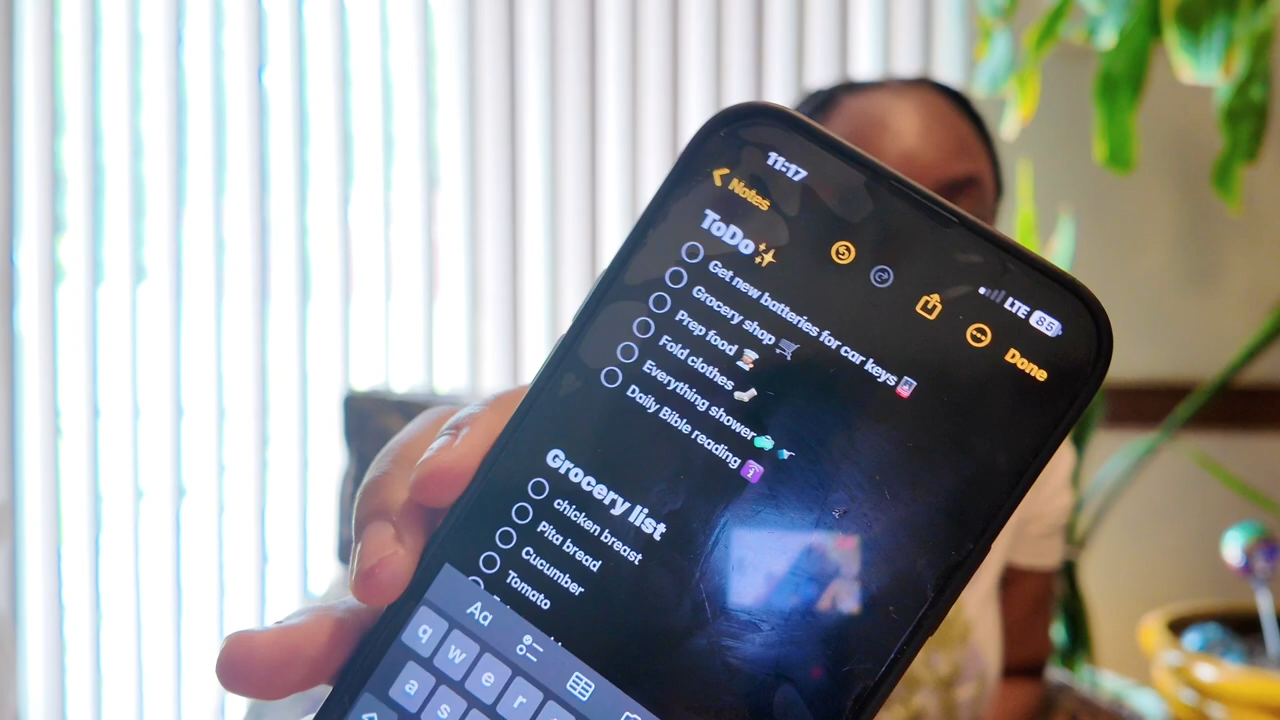 11:17
LTE 85
Notes
Done
ToDo✨
Get new batteries for car keys
Grocery shop 🛒
Prep food
Fold clothes
Everything shower
Daily Bible reading
Grocery list
chicken breast
Pita bread
Cucumber
Tomato
Aa
q w e r
a s